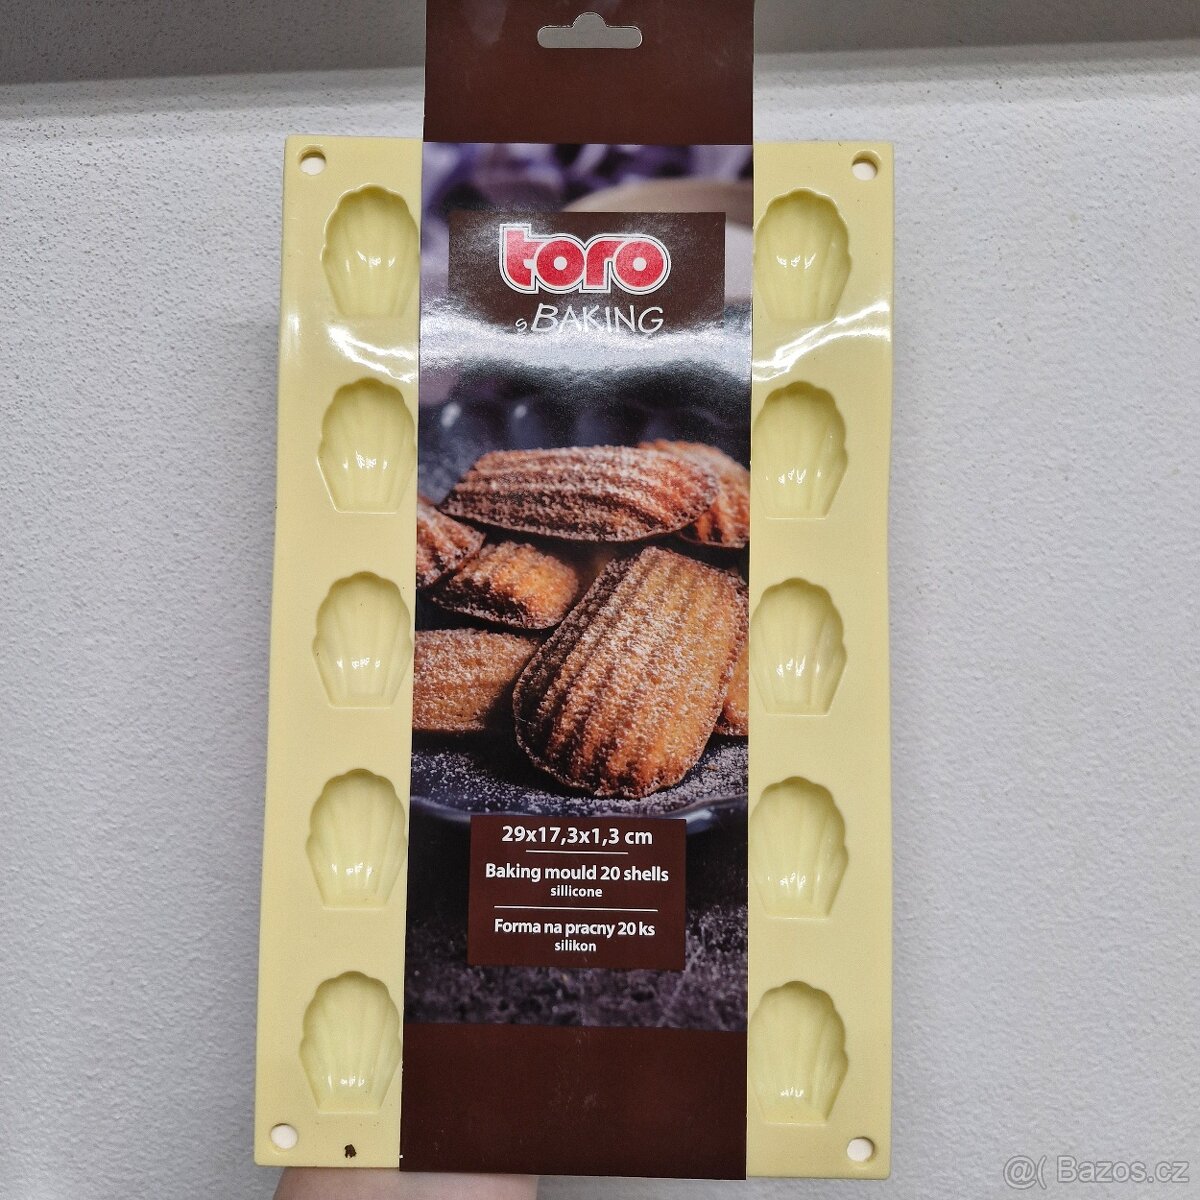 toro
BAKING
29x17,3x1,3 cm
Baking mould 20 shells
sillicone
Forma na pracny 20 ks
silikon
@( Bazos.cz